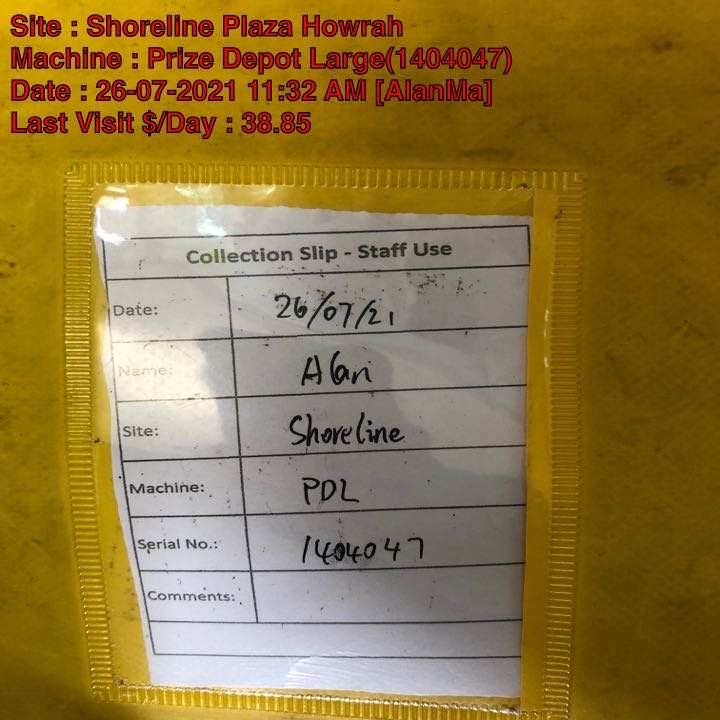 Site : Shoreline Plaza Howrah
Machine : Prize Depot Large(1404047)
Date : 26-07-2021 11:32 AM [AlanMa]
Last Visit $/Day : 38.85
Collection Slip - Staff Use
Date: 26/07/21
Name: Alan
Site: Shoreline
Machine: PDL
Serial No.: 1404047
Comments: